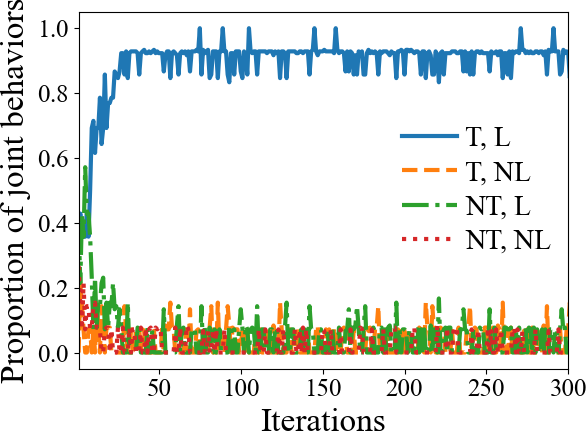 Proportion of joint behaviors
1.0
0.8
0.6
0.4
0.2
0.0
T, L
T, NL
NT, L
NT, NL
50 100 150 200 250 300
Iterations